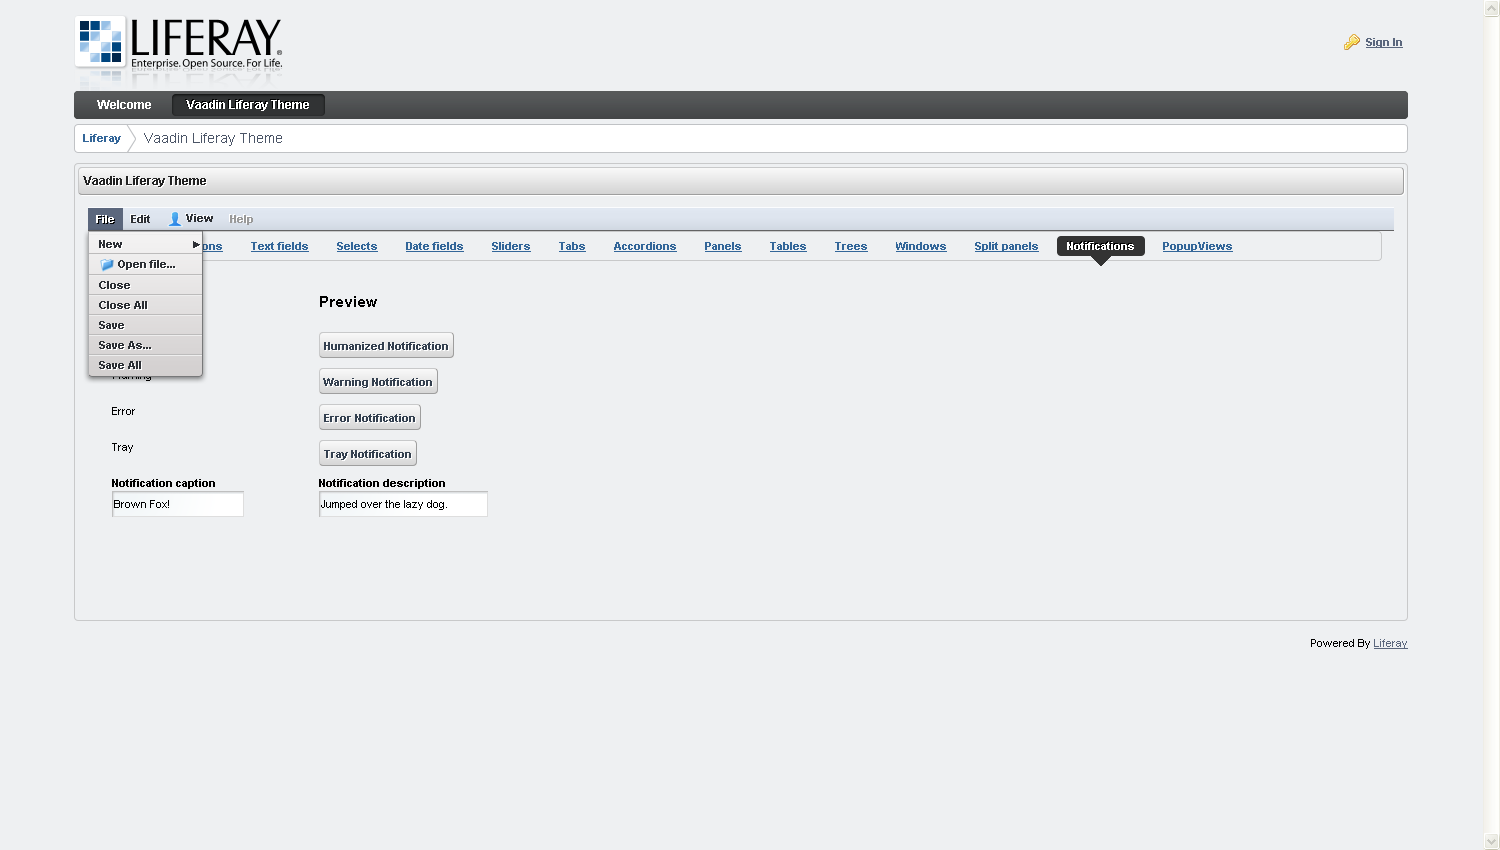 LIFERAY.
Enterprise. Open Source. For Life.
Sign In
Welcome Vaadin Liferay Theme
Liferay Vaadin Liferay Theme
Vaadin Liferay Theme
File Edit View Help
ons Text fields Selects Date fields Sliders Tabs Accordions Panels Tables Trees Windows Split panels Notifications PopupViews
New
Open file...
Close
Close All
Save
Save As...
Save All
Preview
Humanized Notification
Warning Notification
Error Error Notification
Tray Tray Notification
Notification caption Notification description
Brown Fox! Jumped over the lazy dog.
Powered By Liferay